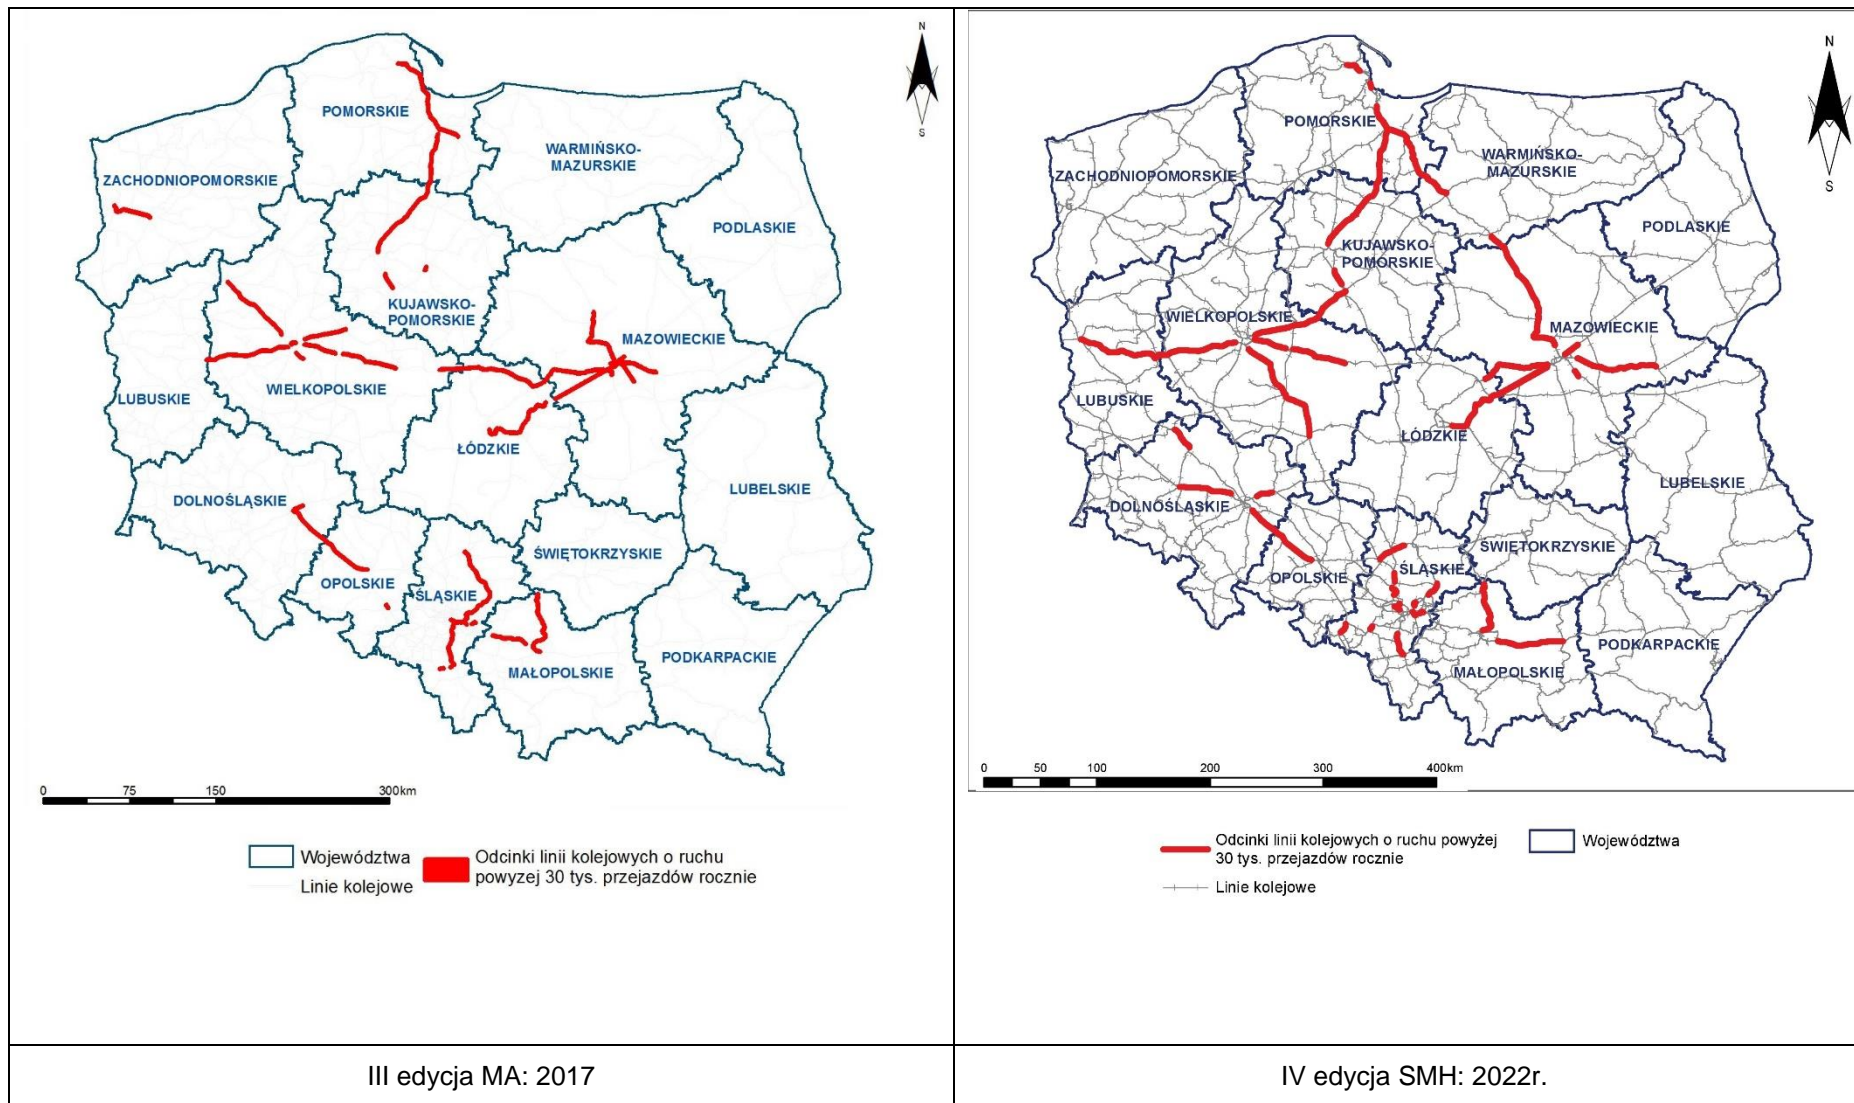 N
S
POMORSKIE
WARMIŃSKO-
MAZURSKIE
ZACHODNIOPOMORSKIE
PODLASKIE
KUJAWSKO-
POMORSKIE
MAZOWIECKIE
LUBUSKIE
WIELKOPOLSKIE
ŁÓDZKIE
DOLNOŚLĄSKIE
LUBELSKIE
ŚWIĘTOKRZYSKIE
OPOLSKIE
ŚLĄSKIE
PODKARPACKIE
MAŁOPOLSKIE
0 75 150 300km
Województwa
Linie kolejowe
Odcinki linii kolejowych o ruchu
powyzej 30 tys. przejazdów rocznie
III edycja MA: 2017
N
S
POMORSKIE
WARMIŃSKO-
MAZURSKIE
ZACHODNIOPOMORSKIE
PODLASKIE
KUJAWSKO-
POMORSKIE
WIELKOPOLSKIE
MAZOWIECKIE
LUBUSKIE
ŁÓDZKIE
LUBELSKIE
DOLNOŚLĄSKIE
ŚWIĘTOKRZYSKIE
OPOLSKIE
ŚLĄSKIE
PODKARPACKIE
MAŁOPOLSKIE
0 50 100 200 300 400km
Odcinki linii kolejowych o ruchu powyżej
30 tys. przejazdów rocznie
Linie kolejowe
Województwa
IV edycja SMH: 2022r.